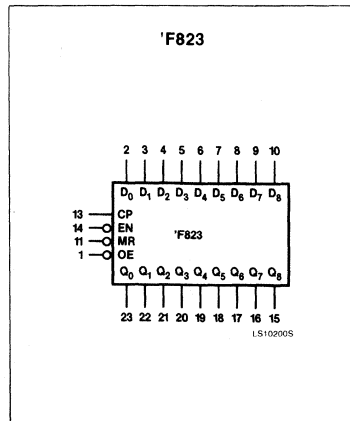 'F823
2 3 4 5 6 7 8 9 10
D0 D1 D2 D3 D4 D5 D6 D7 D8
13 CP
14 EN
'F823
11 MR
1 OE
Q0 Q1 Q2 Q3 Q4 Q5 Q6 Q7 Q8
23 22 21 20 19 18 17 16 15
LS10200S